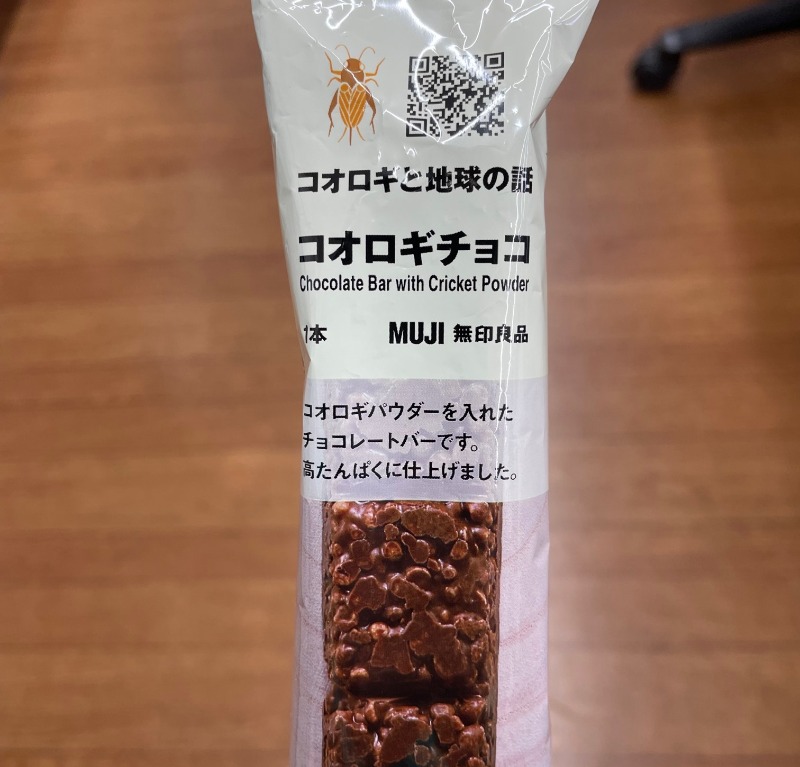 コオロギと地球の話
コオロギチョコ
Chocolate Bar with Cricket Powder
1本 MUJI 無印良品
コオロギパウダーを入れた
チョコレートバーです。
高たんぱくに仕上げました。